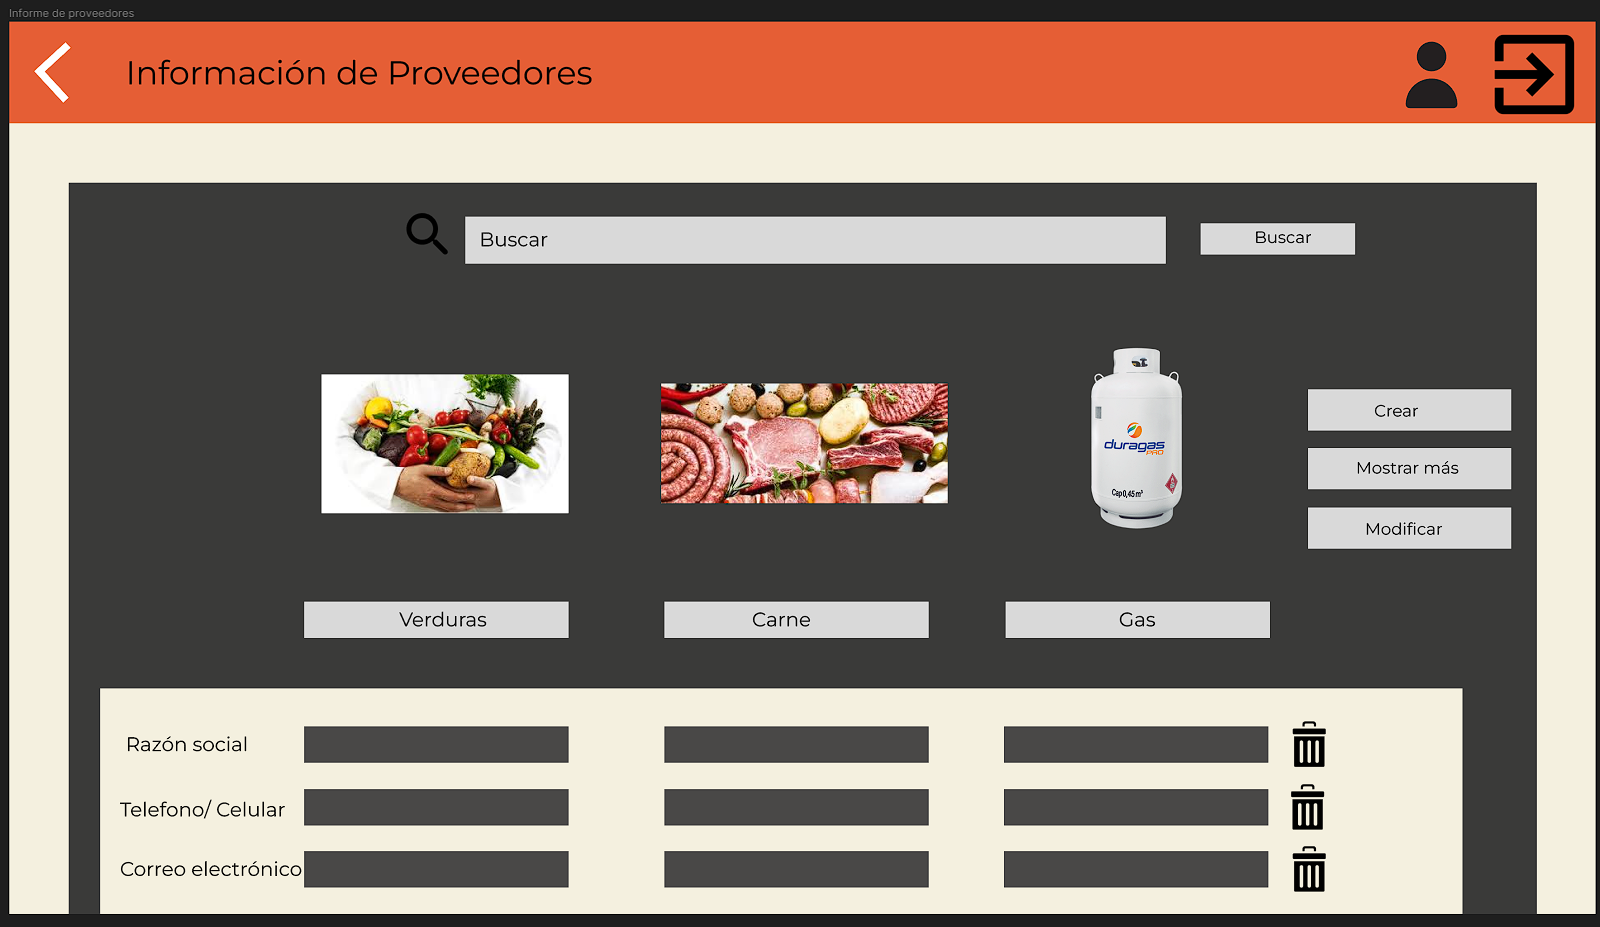 Informe de proveedores
Información de Proveedores
Buscar
Buscar
duragas
PRO
Cap 0,45 m³
Crear
Mostrar más
Modificar
Verduras
Carne
Gas
Razón social
Telefono/ Celular
Correo electrónico